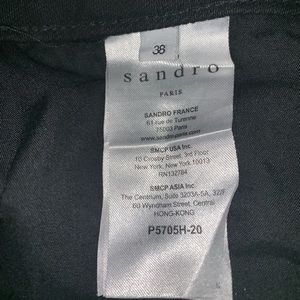 38
sandro
PARIS
SANDRO FRANCE
61 rue de Turenne
75003 Paris
www.sandro-paris.com
SMCP USA Inc.
10 Crosby Street, 3rd Floor
New York, New York 10013
RN132784
SMCP ASIA Inc.
The Centrium, Suite 3203A-5A, 32/F
60 Wyndham Street, Central
HONG-KONG
P5705H-20